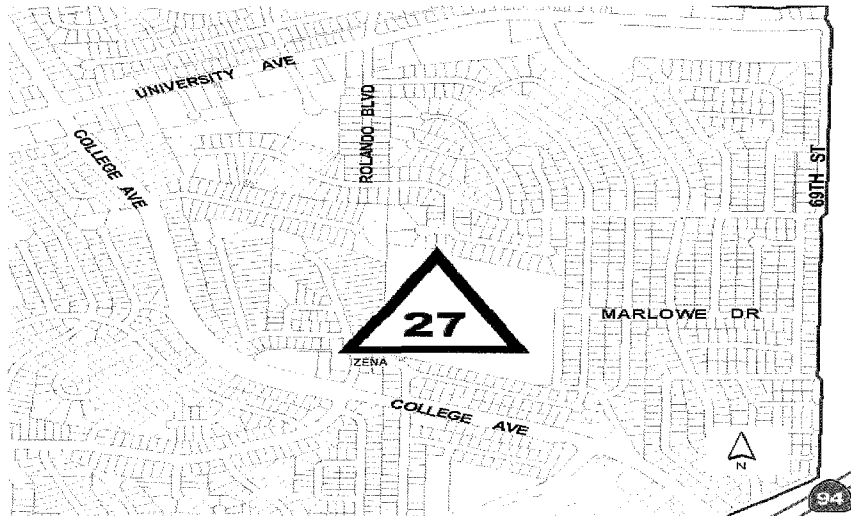 UNIVERSITY AVE
ROLANDO BLVD
COLLEGE AVE
69TH ST
27
MARLOWE DR
ZENA
COLLEGE AVE
N
94